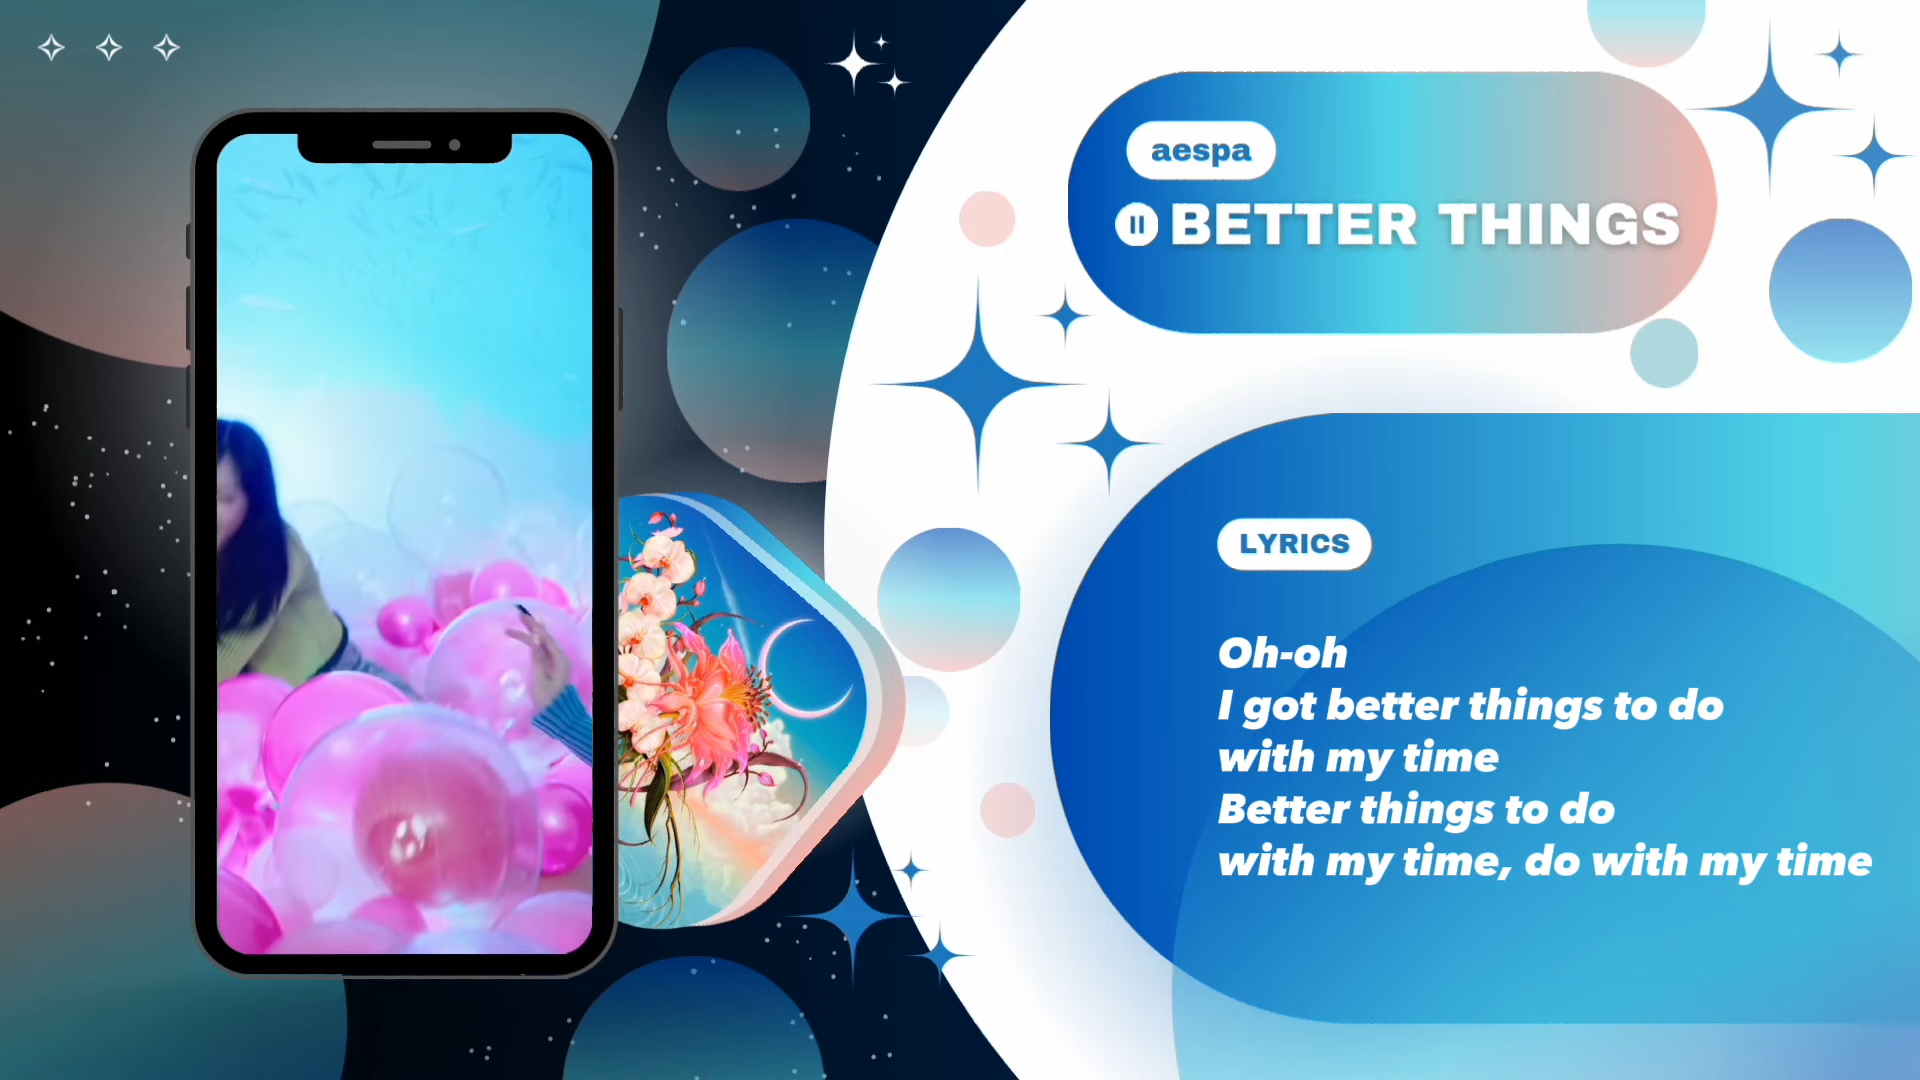 aespa
BETTER THINGS
LYRICS
Oh-oh
I got better things to do
with my time
Better things to do
with my time, do with my time